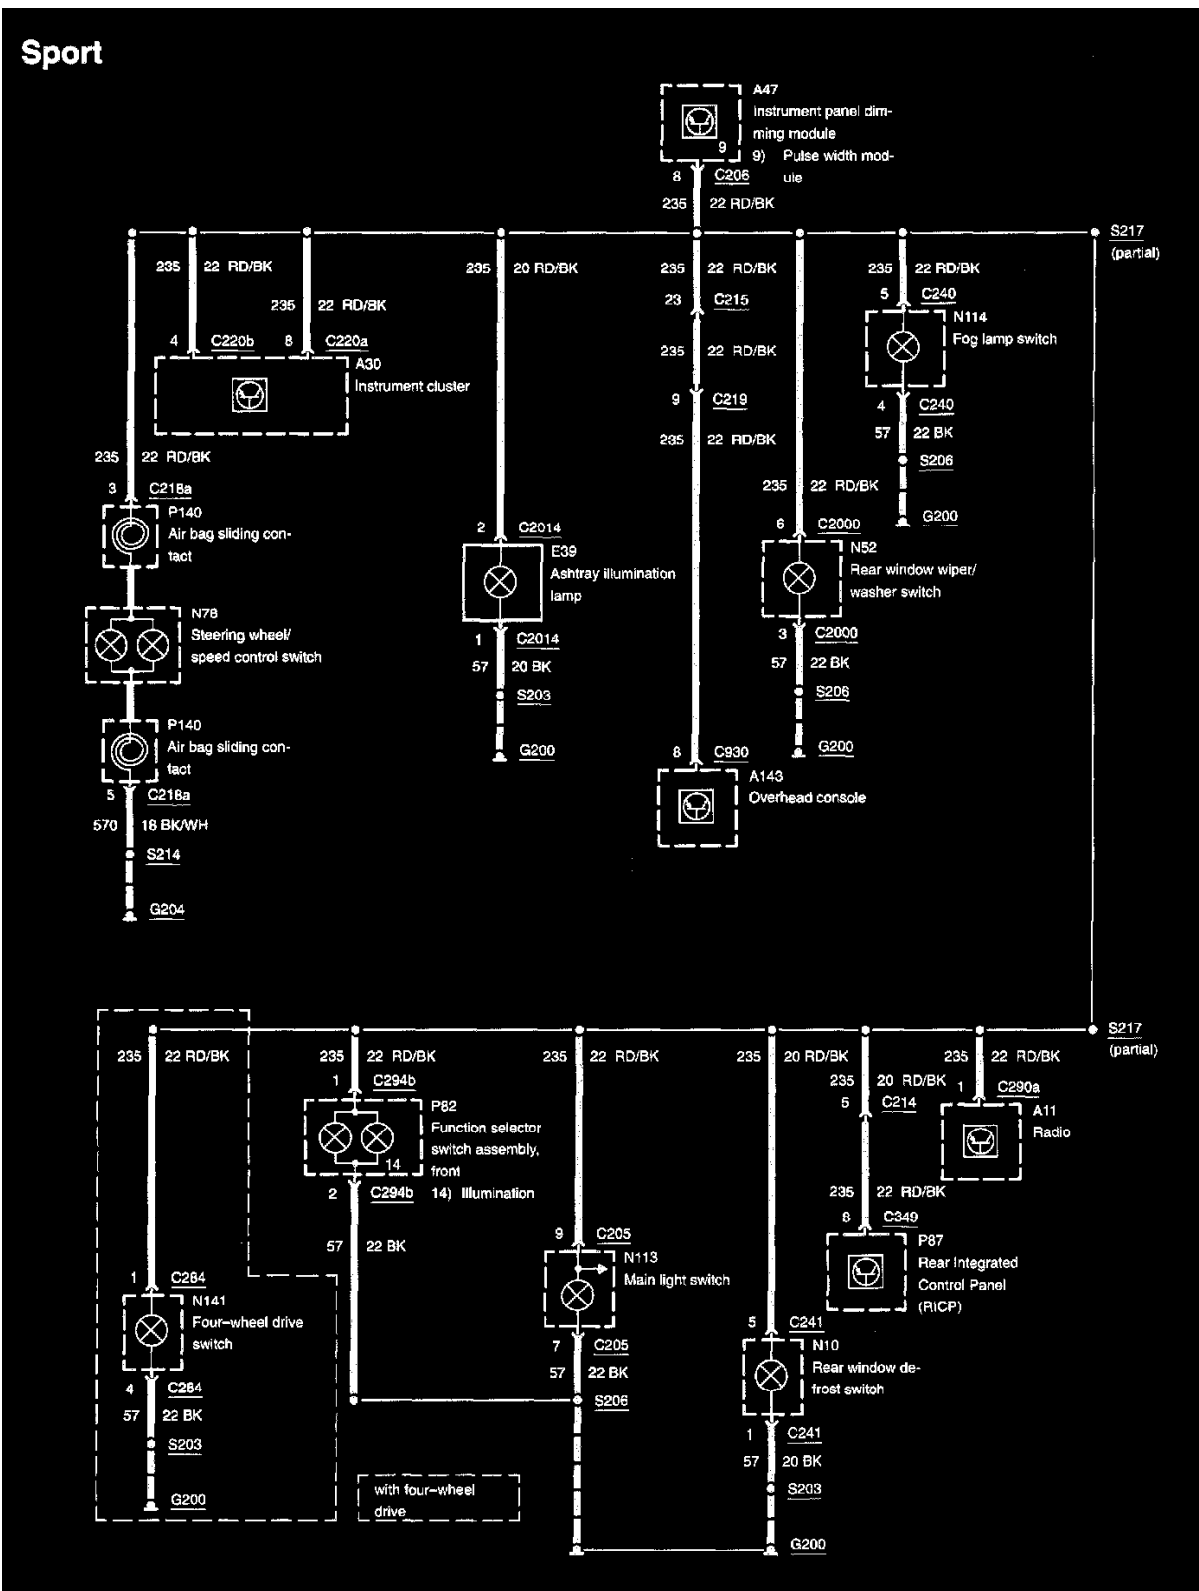 Sport
A47
Instrument panel dim-
ming module
9) Pulse width mod-
ule
9
8 C206
235 22 RD/BK
S217
(partial)
235 22 RD/BK
235 22 RD/BK
4 C220b
8 C220a
A30
Instrument cluster
235 20 RD/BK
235 22 RD/BK
23 C215
235 22 RD/BK
9 C219
235 22 RD/BK
235 22 RD/BK
5 C240
N114
Fog lamp switch
4 C240
57 22 BK
S206
G200
235 22 RD/BK
3 C218a
P140
Air bag sliding con-
tact
N78
Steering wheel/
speed control switch
P140
Air bag sliding con-
tact
5 C218a
570 18 BK/WH
S214
G204
2 C2014
E39
Ashtray illumination
lamp
1 C2014
57 20 BK
S203
G200
235 22 RD/BK
6 C2000
N52
Rear window wiper/
washer switch
3 C2000
57 22 BK
S206
G200
8 C930
A143
Overhead console
S217
(partial)
235 22 RD/BK
1 C284
N141
Four-wheel drive
switch
4 C284
57 22 BK
S203
G200
235 22 RD/BK
1 C294b
P82
Function selector
switch assembly,
front
14) Illumination
14
2 C294b
57 22 BK
235 22 RD/BK
9 C205
N113
Main light switch
7 C205
57 22 BK
S206
235 20 RD/BK
5 C241
N10
Rear window de-
frost switch
1 C241
57 20 BK
S203
G200
235 20 RD/BK
5 C214
235 22 RD/BK
8 C349
P87
Rear Integrated
Control Panel
(RICP)
235 22 RD/BK
1 C290a
A11
Radio
with four-wheel
drive